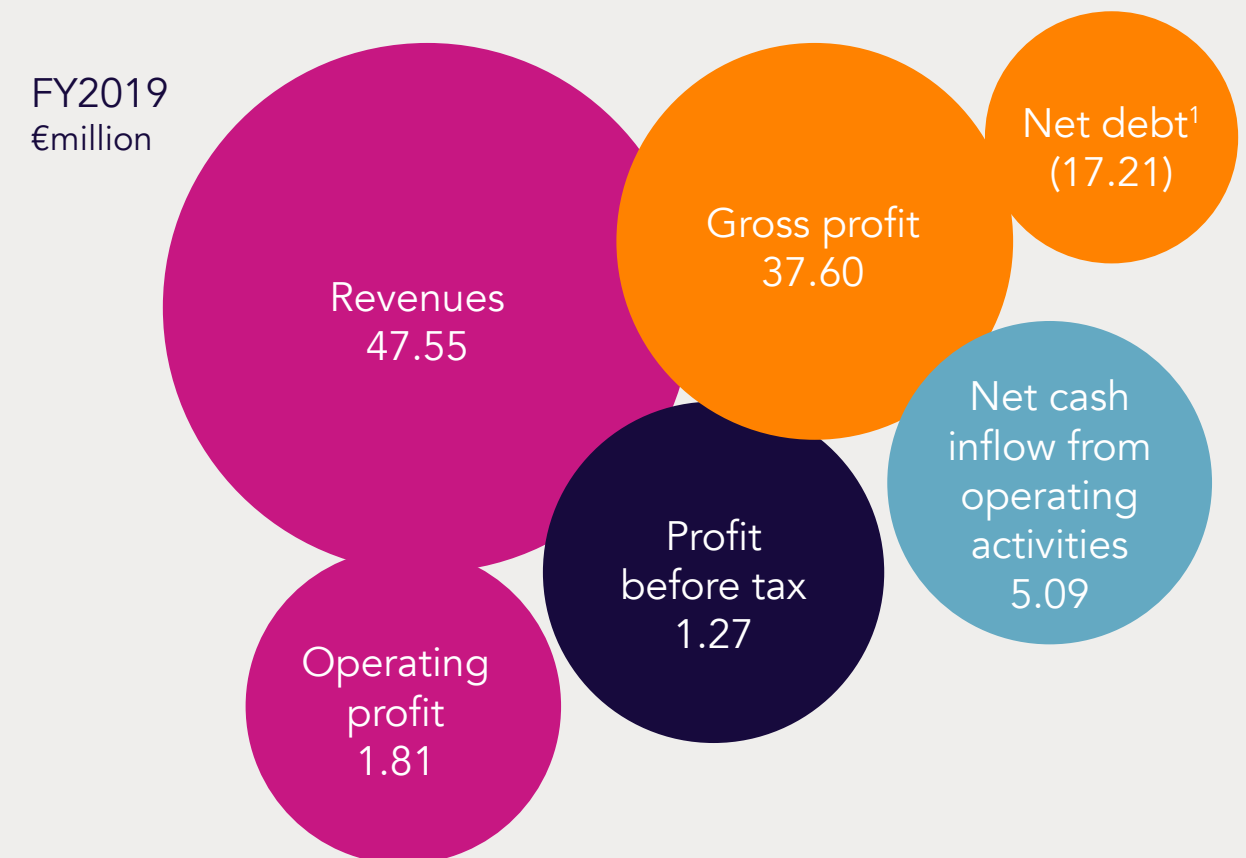 FY2019
€million
Revenues
47.55
Gross profit
37.60
Net debt¹
(17.21)
Net cash
inflow from
operating
activities
5.09
Profit
before tax
1.27
Operating
profit
1.81